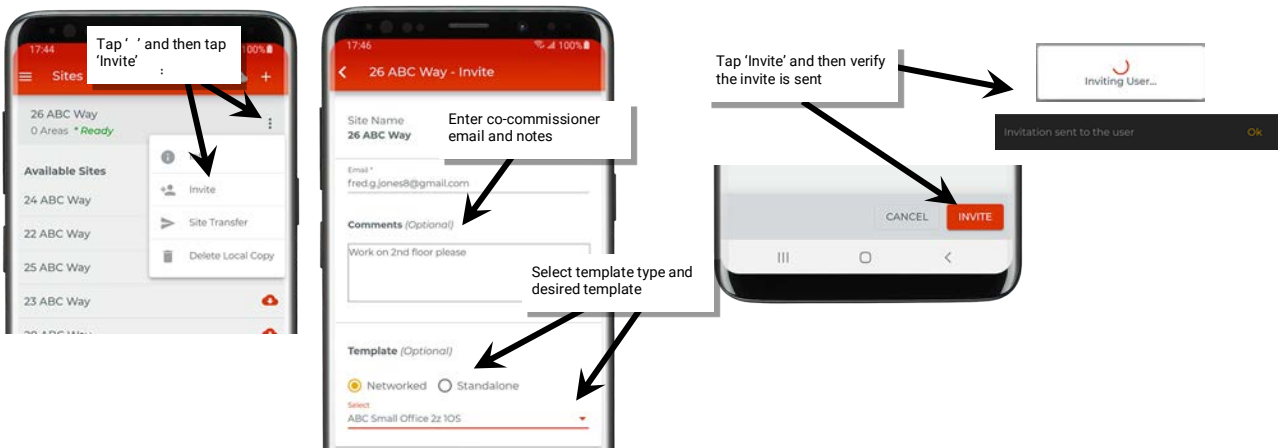 Tap ' ' and then tap
'Invite'
:
17:44
100%
Sites
+
26 ABC Way
0 Areas * Ready
Available Sites
24 ABC Way
22 ABC Way
25 ABC Way
23 ABC Way
Invite
Site Transfer
Delete Local Copy
17:46
100%
26 ABC Way - Invite
Site Name
26 ABC Way
Enter co-commissioner
email and notes
Email *
fred.g.jones8@gmail.com
Comments (Optional)
Work on 2nd floor please
Select template type and
desired template
Template (Optional)
Networked
Standalone
Select
ABC Small Office 2z 1OS
Tap 'Invite' and then verify
the invite is sent
Inviting User...
Invitation sent to the user
Ok
CANCEL
INVITE